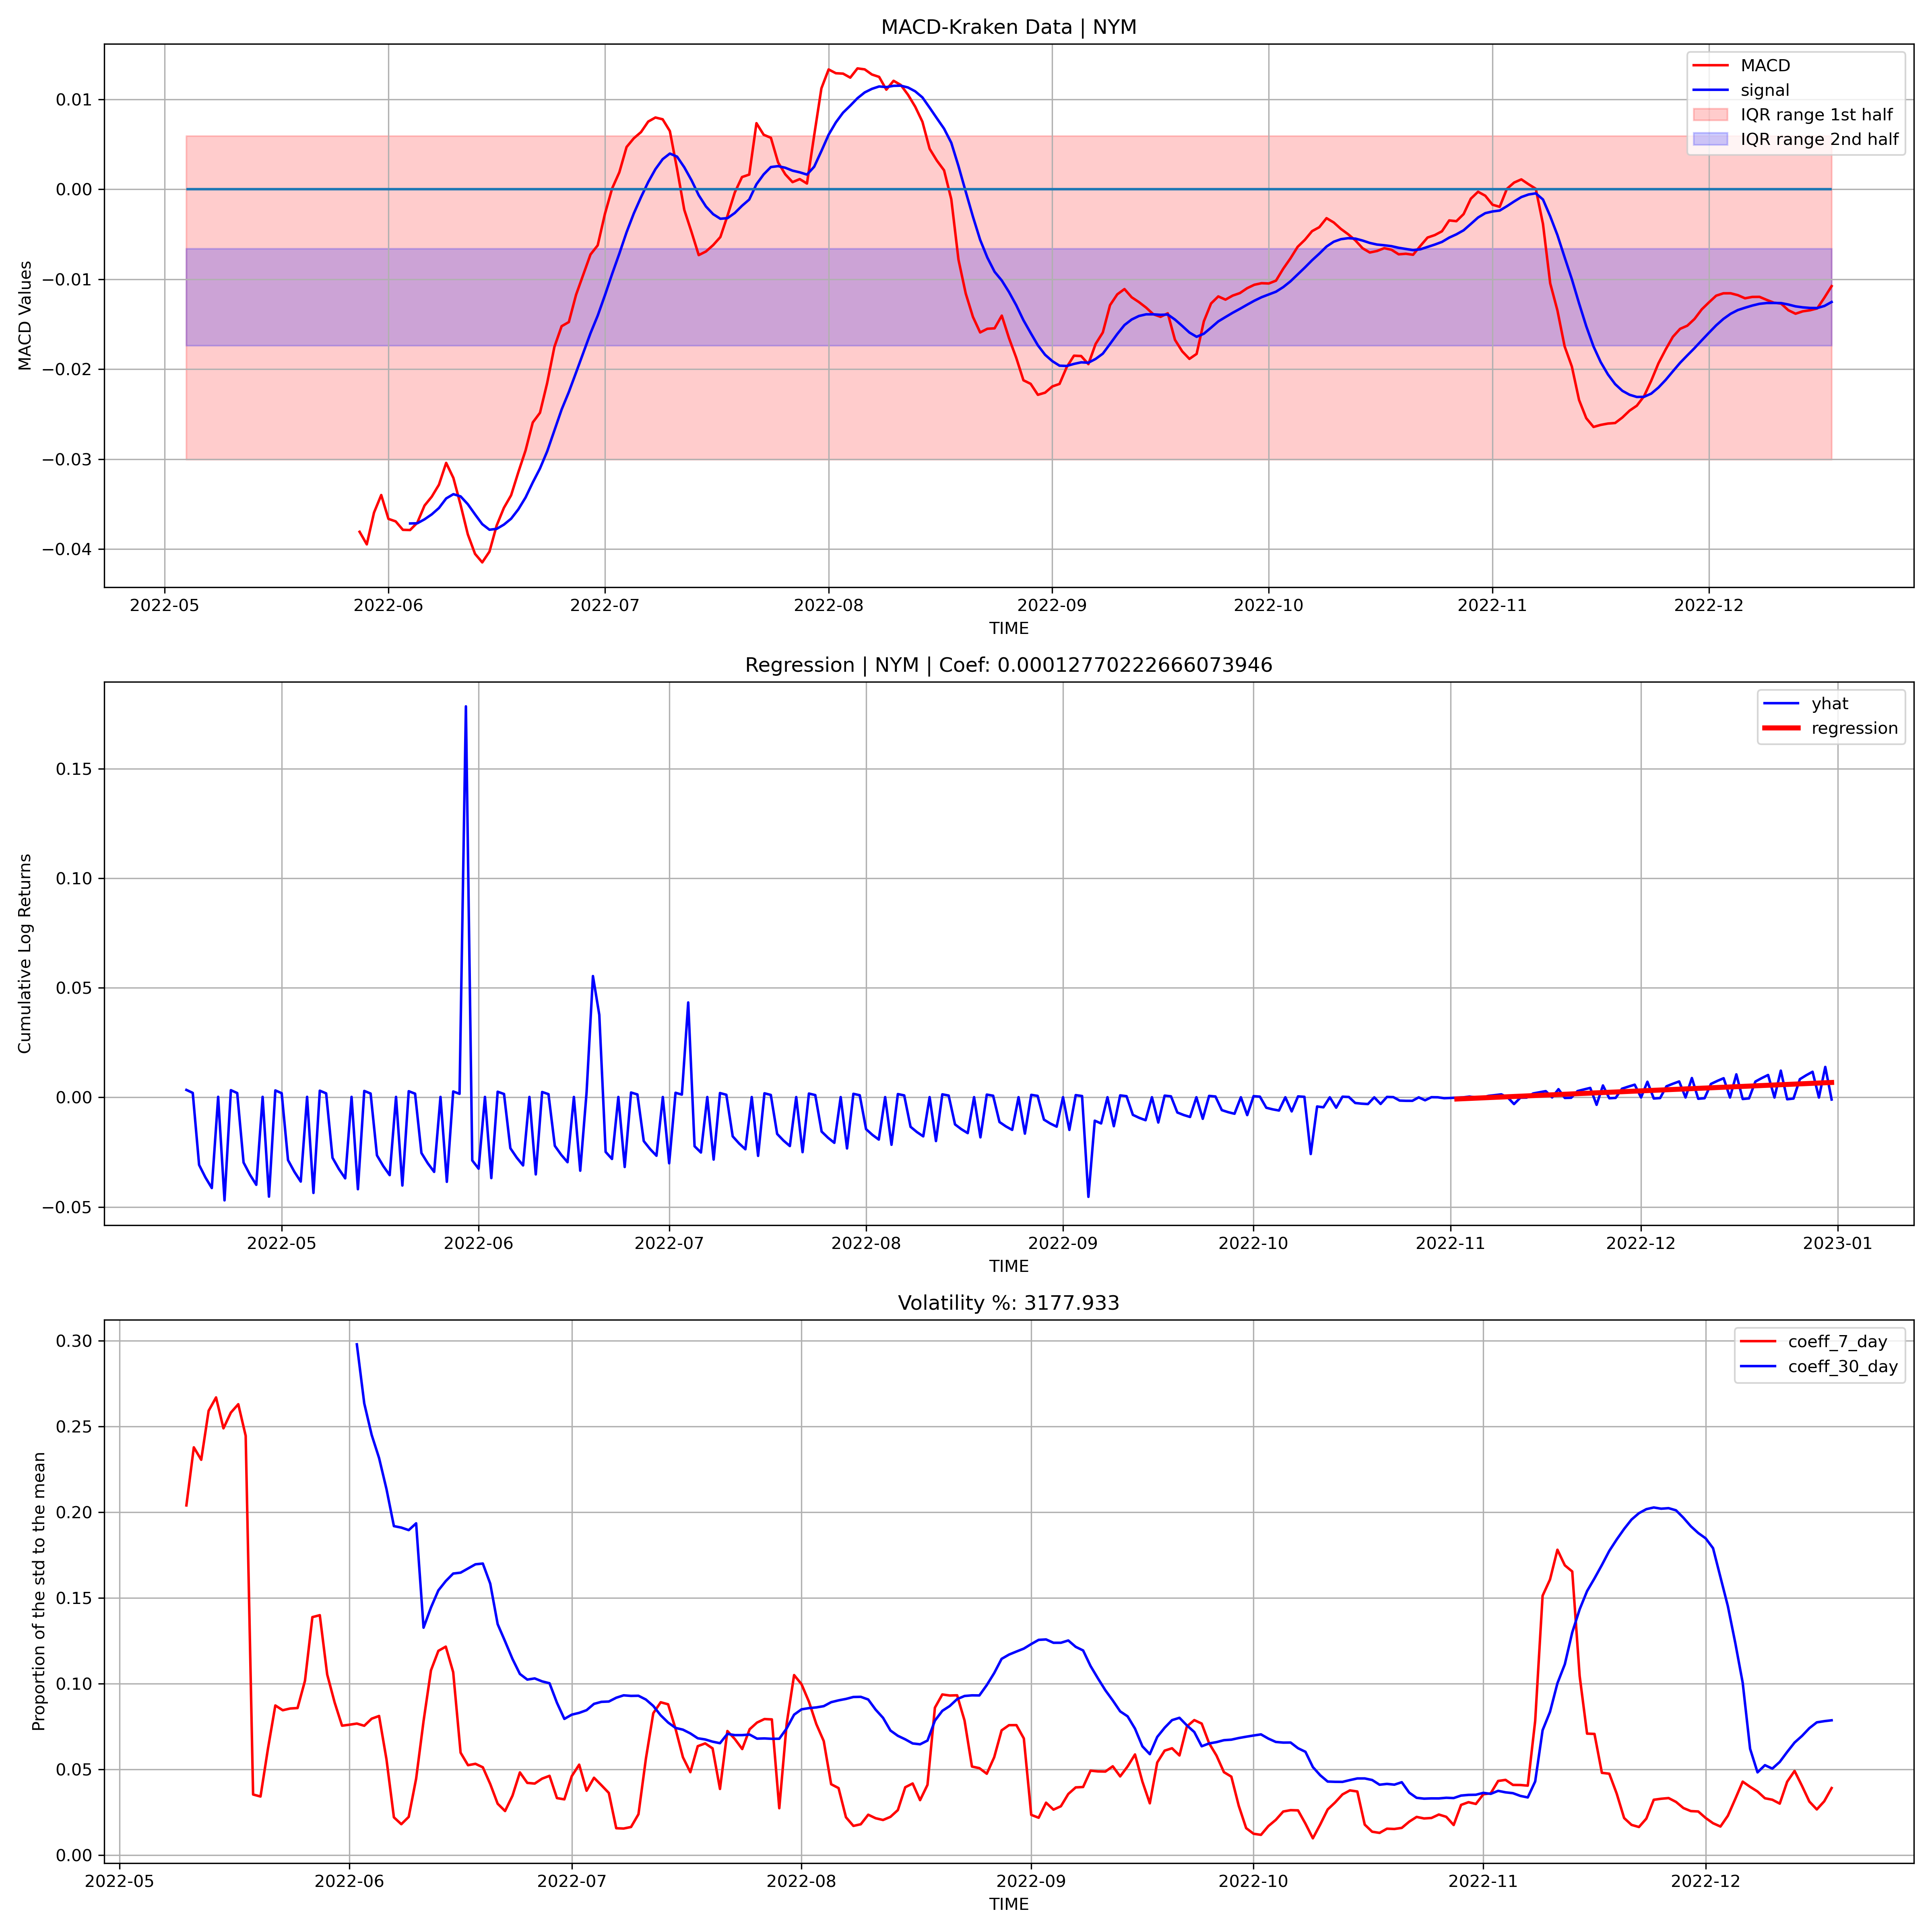 MACD-Kraken Data | NYM
MACD
signal
IQR range 1st half
IQR range 2nd half
MACD Values
0.01
0.00
−0.01
−0.02
−0.03
−0.04
2022-05 2022-06 2022-07 2022-08 2022-09 2022-10 2022-11 2022-12
TIME
Regression | NYM | Coef: 0.00012770222666073946
yhat
regression
Cumulative Log Returns
0.15
0.10
0.05
0.00
−0.05
2022-05 2022-06 2022-07 2022-08 2022-09 2022-10 2022-11 2022-12 2023-01
TIME
Volatility %: 3177.933
coeff_7_day
coeff_30_day
Proportion of the std to the mean
0.30
0.25
0.20
0.15
0.10
0.05
0.00
2022-05 2022-06 2022-07 2022-08 2022-09 2022-10 2022-11 2022-12
TIME